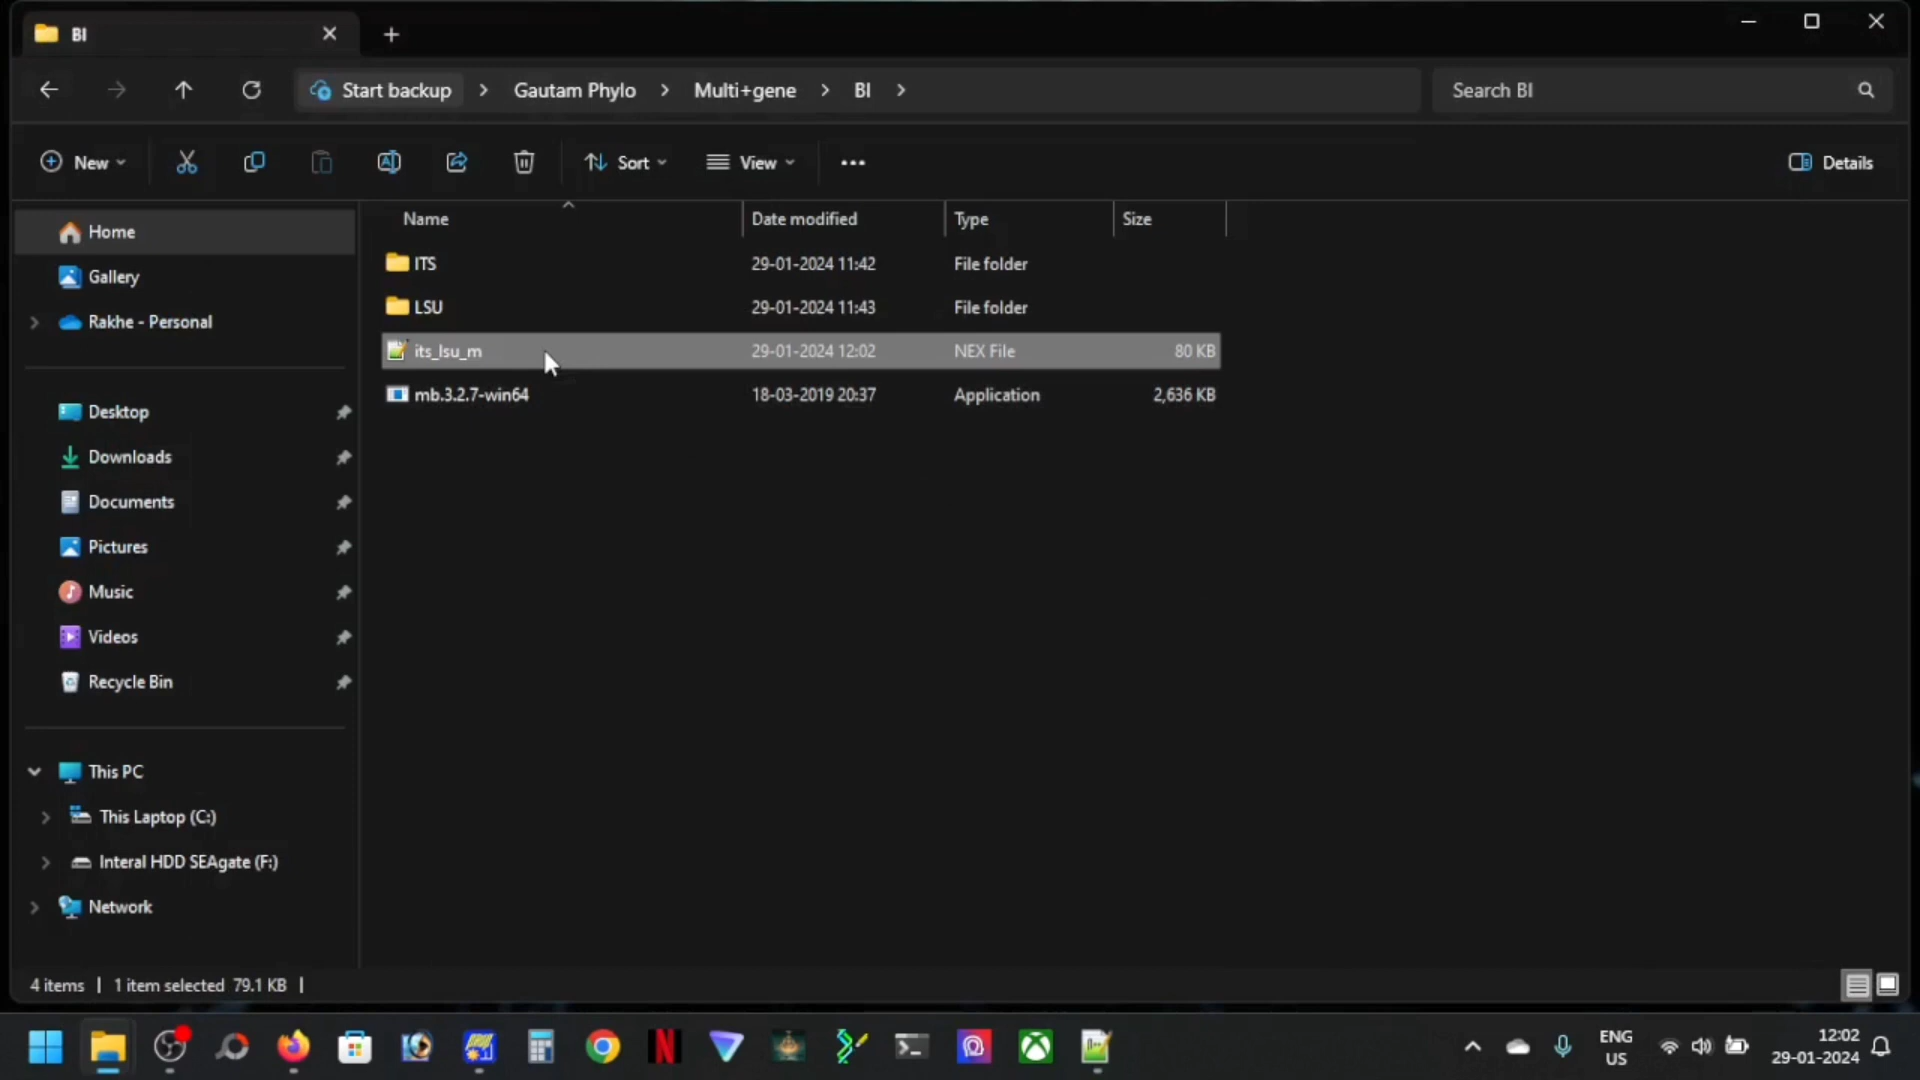 BI
Start backup > Gautam Phylo > Multi+gene > BI >
Search BI
New
Sort
View
Details
Name
Date modified
Type
Size
Home
Gallery
Rakhe - Personal
Desktop
Downloads
Documents
Pictures
Music
Videos
Recycle Bin
This PC
This Laptop (C:)
Interal HDD SEAgate (F:)
Network
ITS 29-01-2024 11:42 File folder
LSU 29-01-2024 11:43 File folder
its_lsu_m 29-01-2024 12:02 NEX File 80 KB
mb.3.2.7-win64 18-03-2019 20:37 Application 2,636 KB
4 items | 1 item selected 79.1 KB |
ENG
US
12:02
29-01-2024